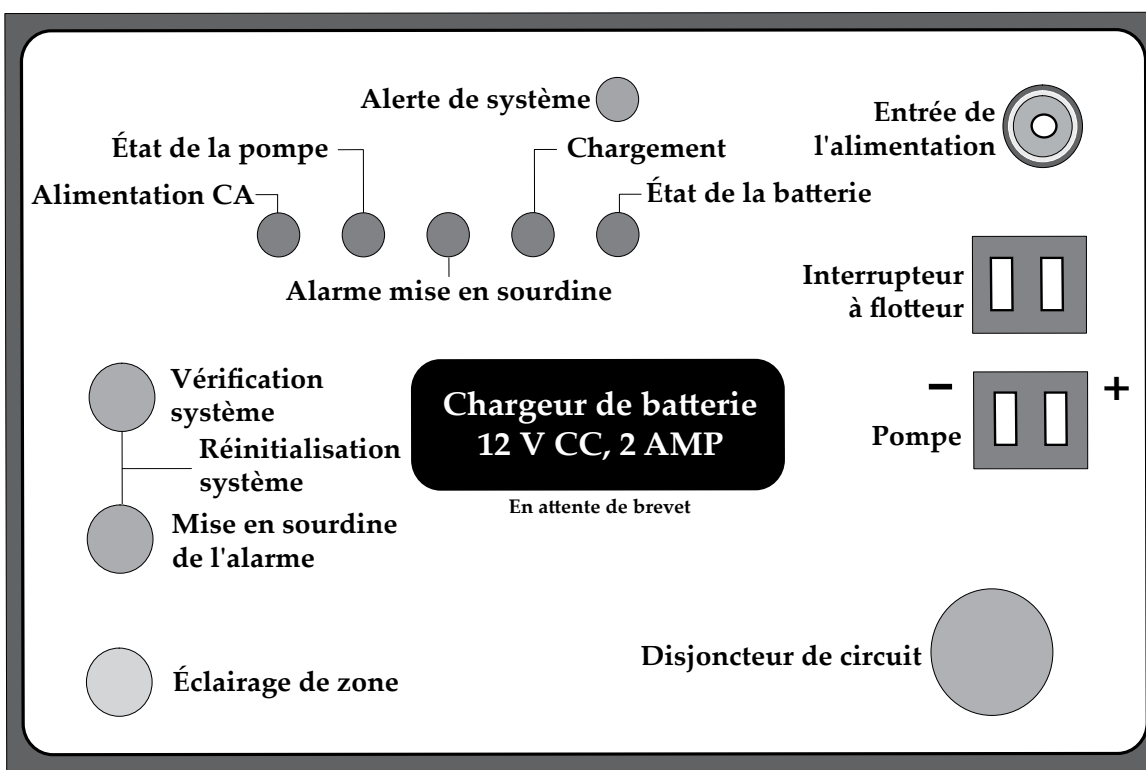 Alerte de système
État de la pompe
Chargement
Alimentation CA
État de la batterie
Alarme mise en sourdine
Entrée de
l'alimentation
Interrupteur
à flotteur
– +
Pompe
Vérification
système
Réinitialisation
système
Mise en sourdine
de l'alarme
Chargeur de batterie
12 V CC, 2 AMP
En attente de brevet
Éclairage de zone
Disjoncteur de circuit